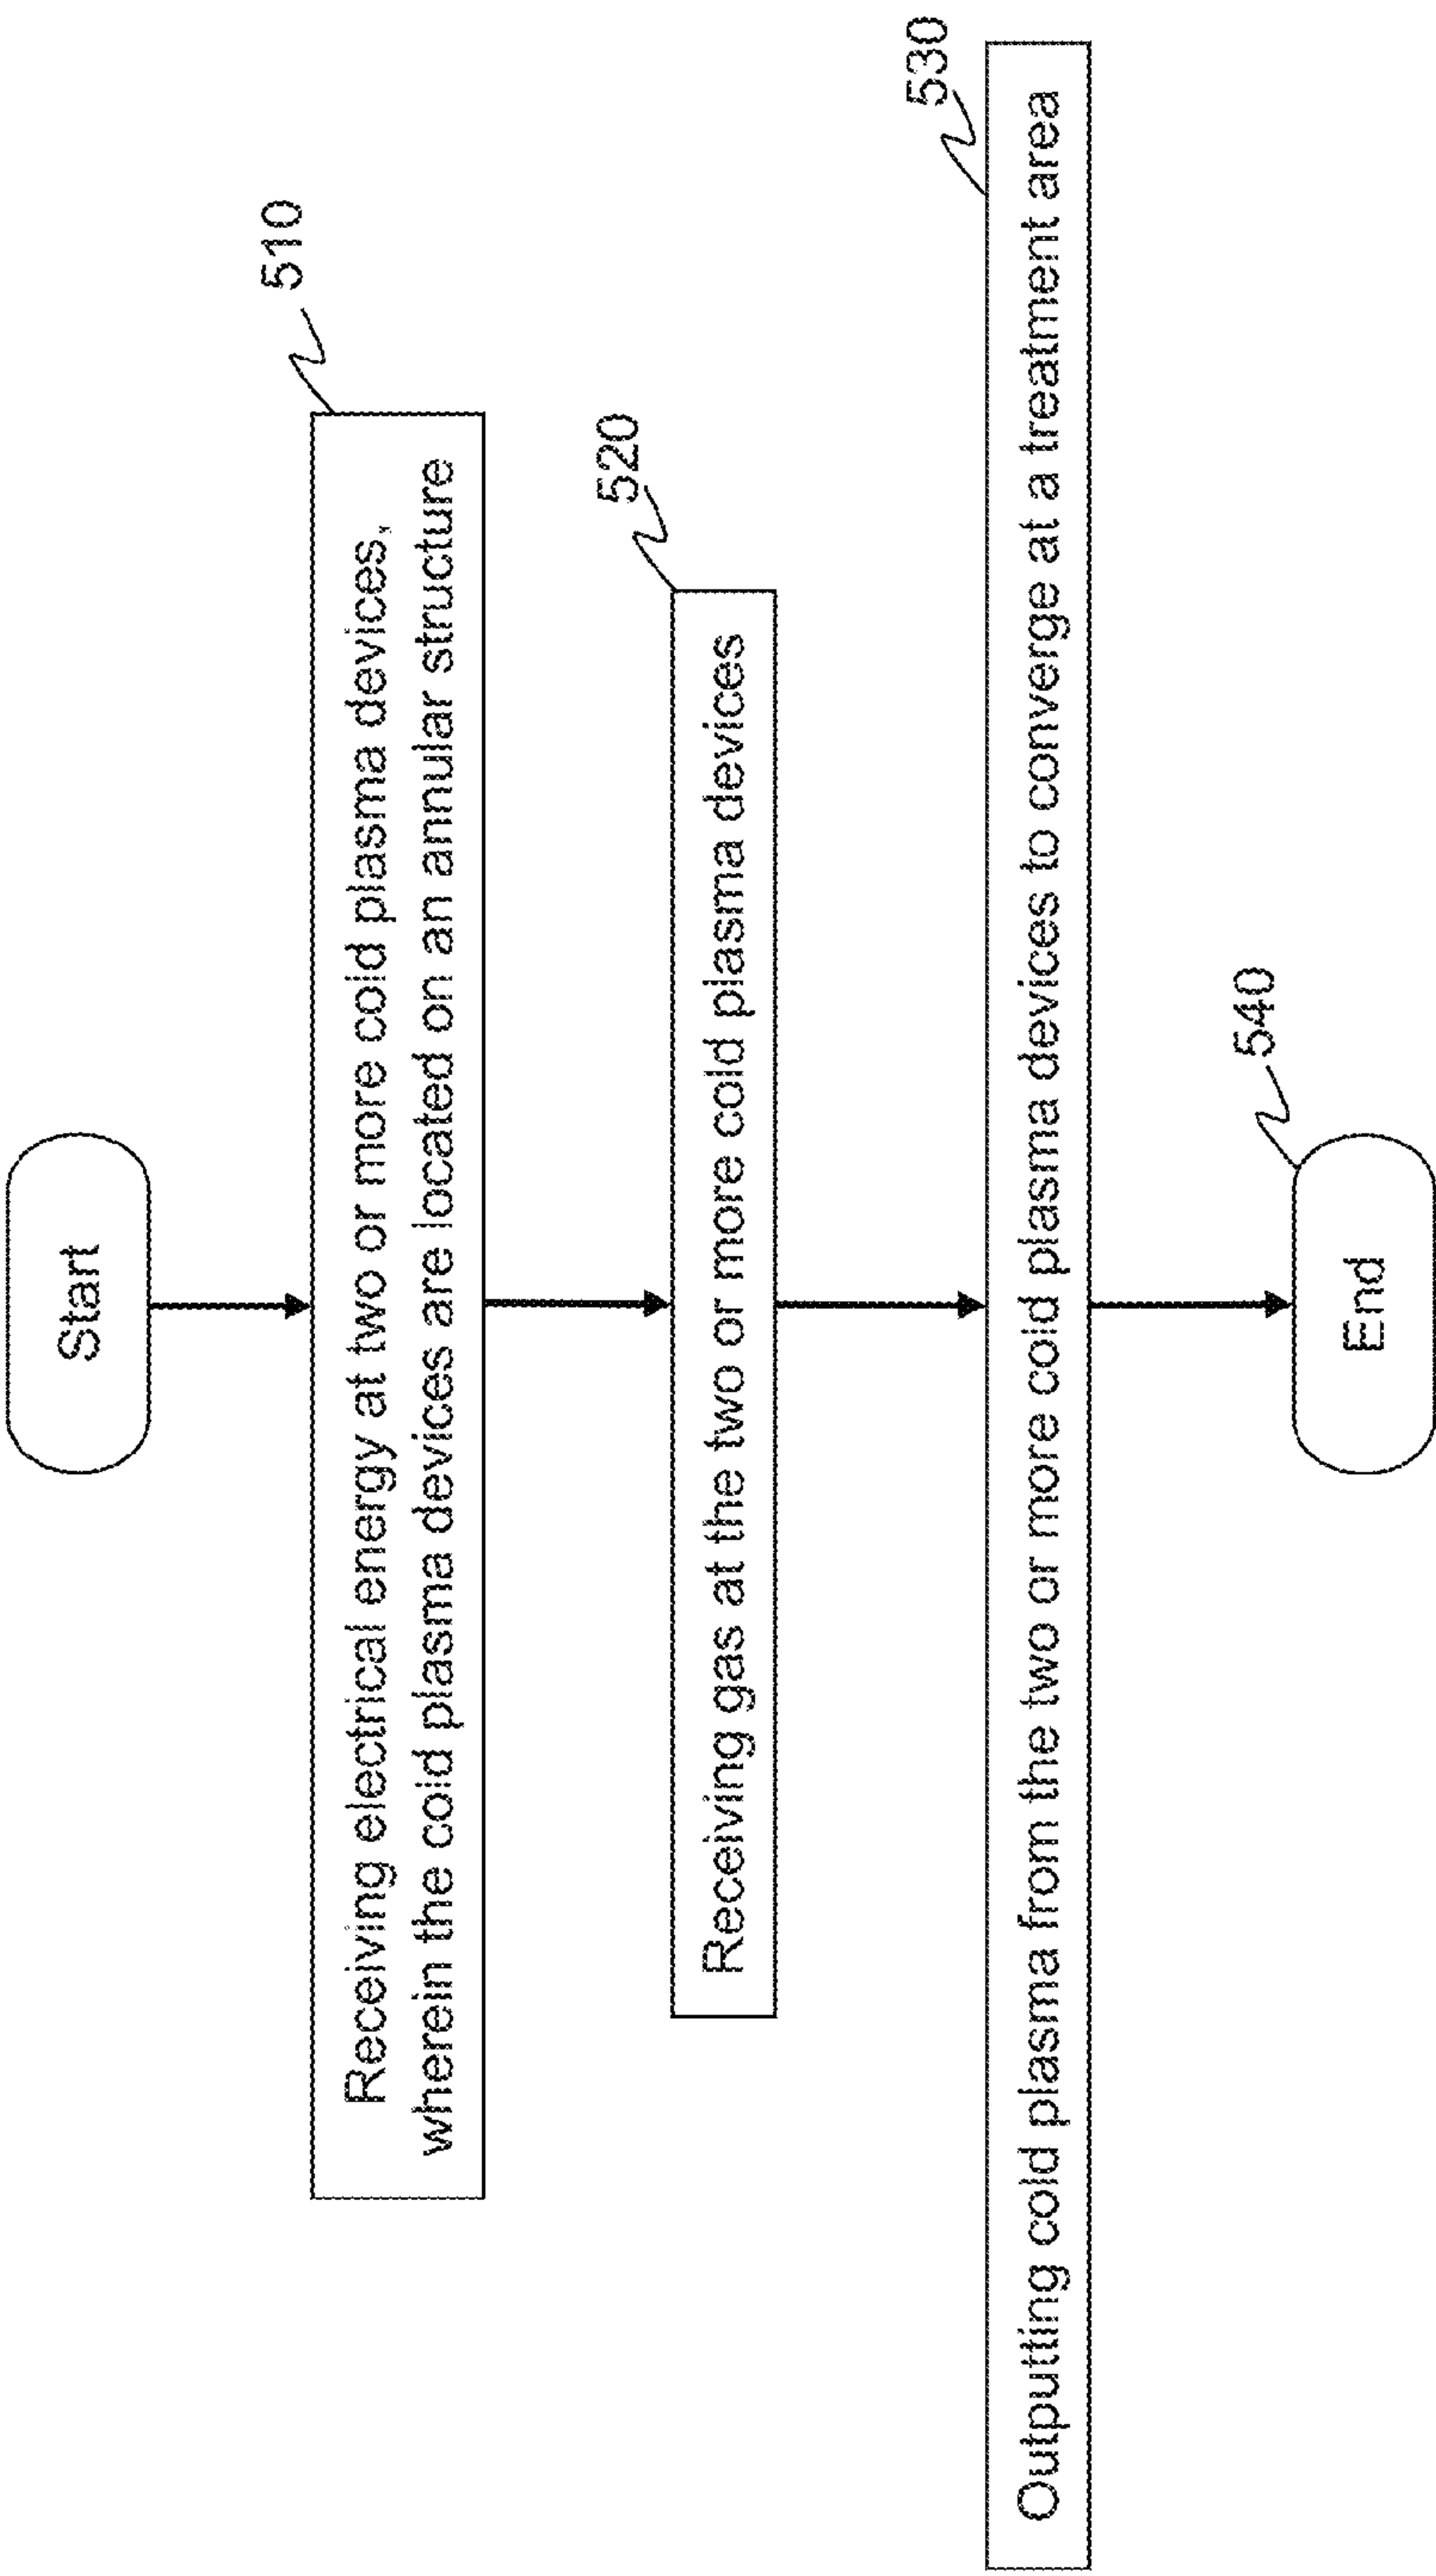 Start
510
Receiving electrical energy at two or more cold plasma devices,
wherein the cold plasma devices are located on an annular structure
520
Receiving gas at the two or more cold plasma devices
530
Outputting cold plasma from the two or more cold plasma devices to converge at a treatment area
540
End